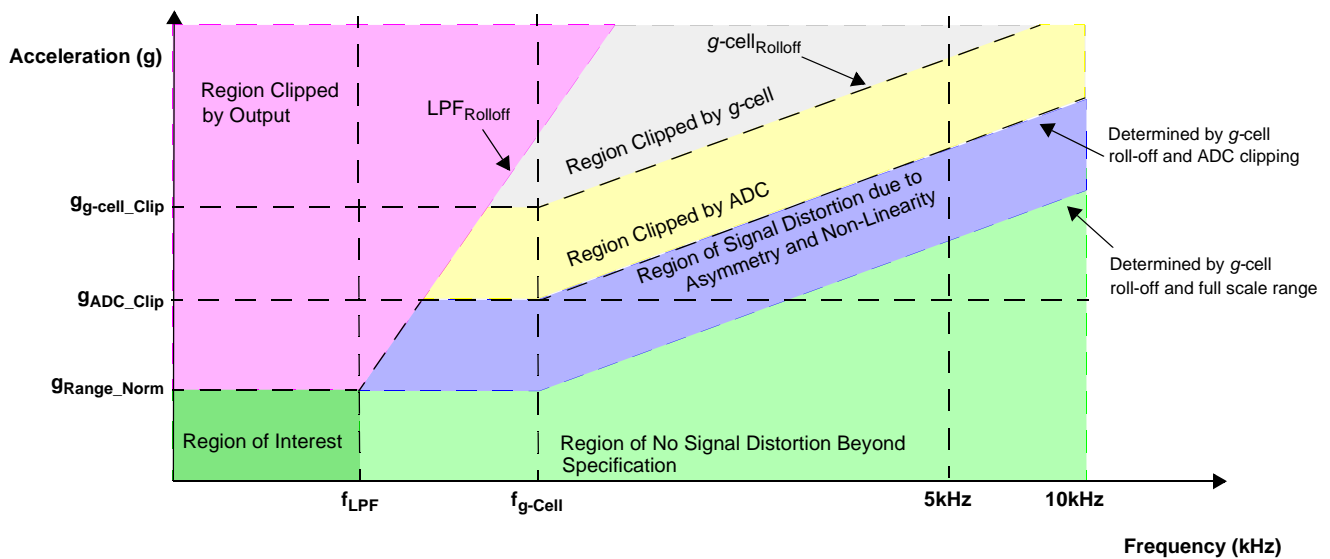 Acceleration (g)
Region Clipped
by Output
LPFRolloff
g-cellRolloff
Region Clipped by g-cell
Determined by g-cell
roll-off and ADC clipping
gg-cell_Clip
Region Clipped by ADC
Region of Signal Distortion due to
Asymmetry and Non-Linearity
Determined by g-cell
roll-off and full scale range
gADC_Clip
gRange_Norm
Region of Interest
Region of No Signal Distortion Beyond
Specification
fLPF
fg-Cell
5kHz
10kHz
Frequency (kHz)